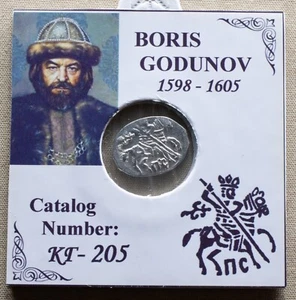 BORIS
GODUNOV
1598 - 1605
Catalog
Number:
КГ- 205
ПС